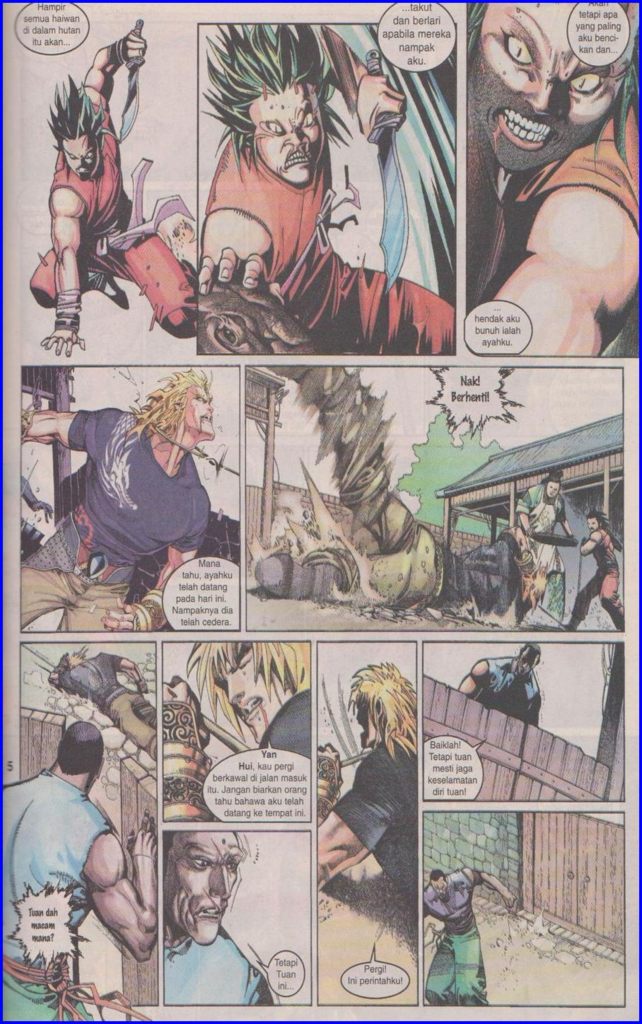 Hampir
semua haiwan
di dalam hutan
itu akan...
...takut
dan berlari
apabila mereka
nampak
aku.
Akan
tetapi apa
yang paling
aku benci-
kan dan...
...
hendak aku
bunuh ialah
ayahku.
Mana
tahu, ayahku
telah datang
pada hari ini.
Nampaknya dia
telah cedera.
Nak!
Berhenti!
Tuan dah
macam
mana?
Yan
Hui, kau pergi
berkawal di jalan masuk
itu. Jangan biarkan orang
tahu bahawa aku telah
datang ke tempat ini.
Tetapi
Tuan
ini...
Pergi!
Ini perintahku!
Baiklah!
Tetapi tuan
mesti jaga
keselamatan
diri tuan!
5